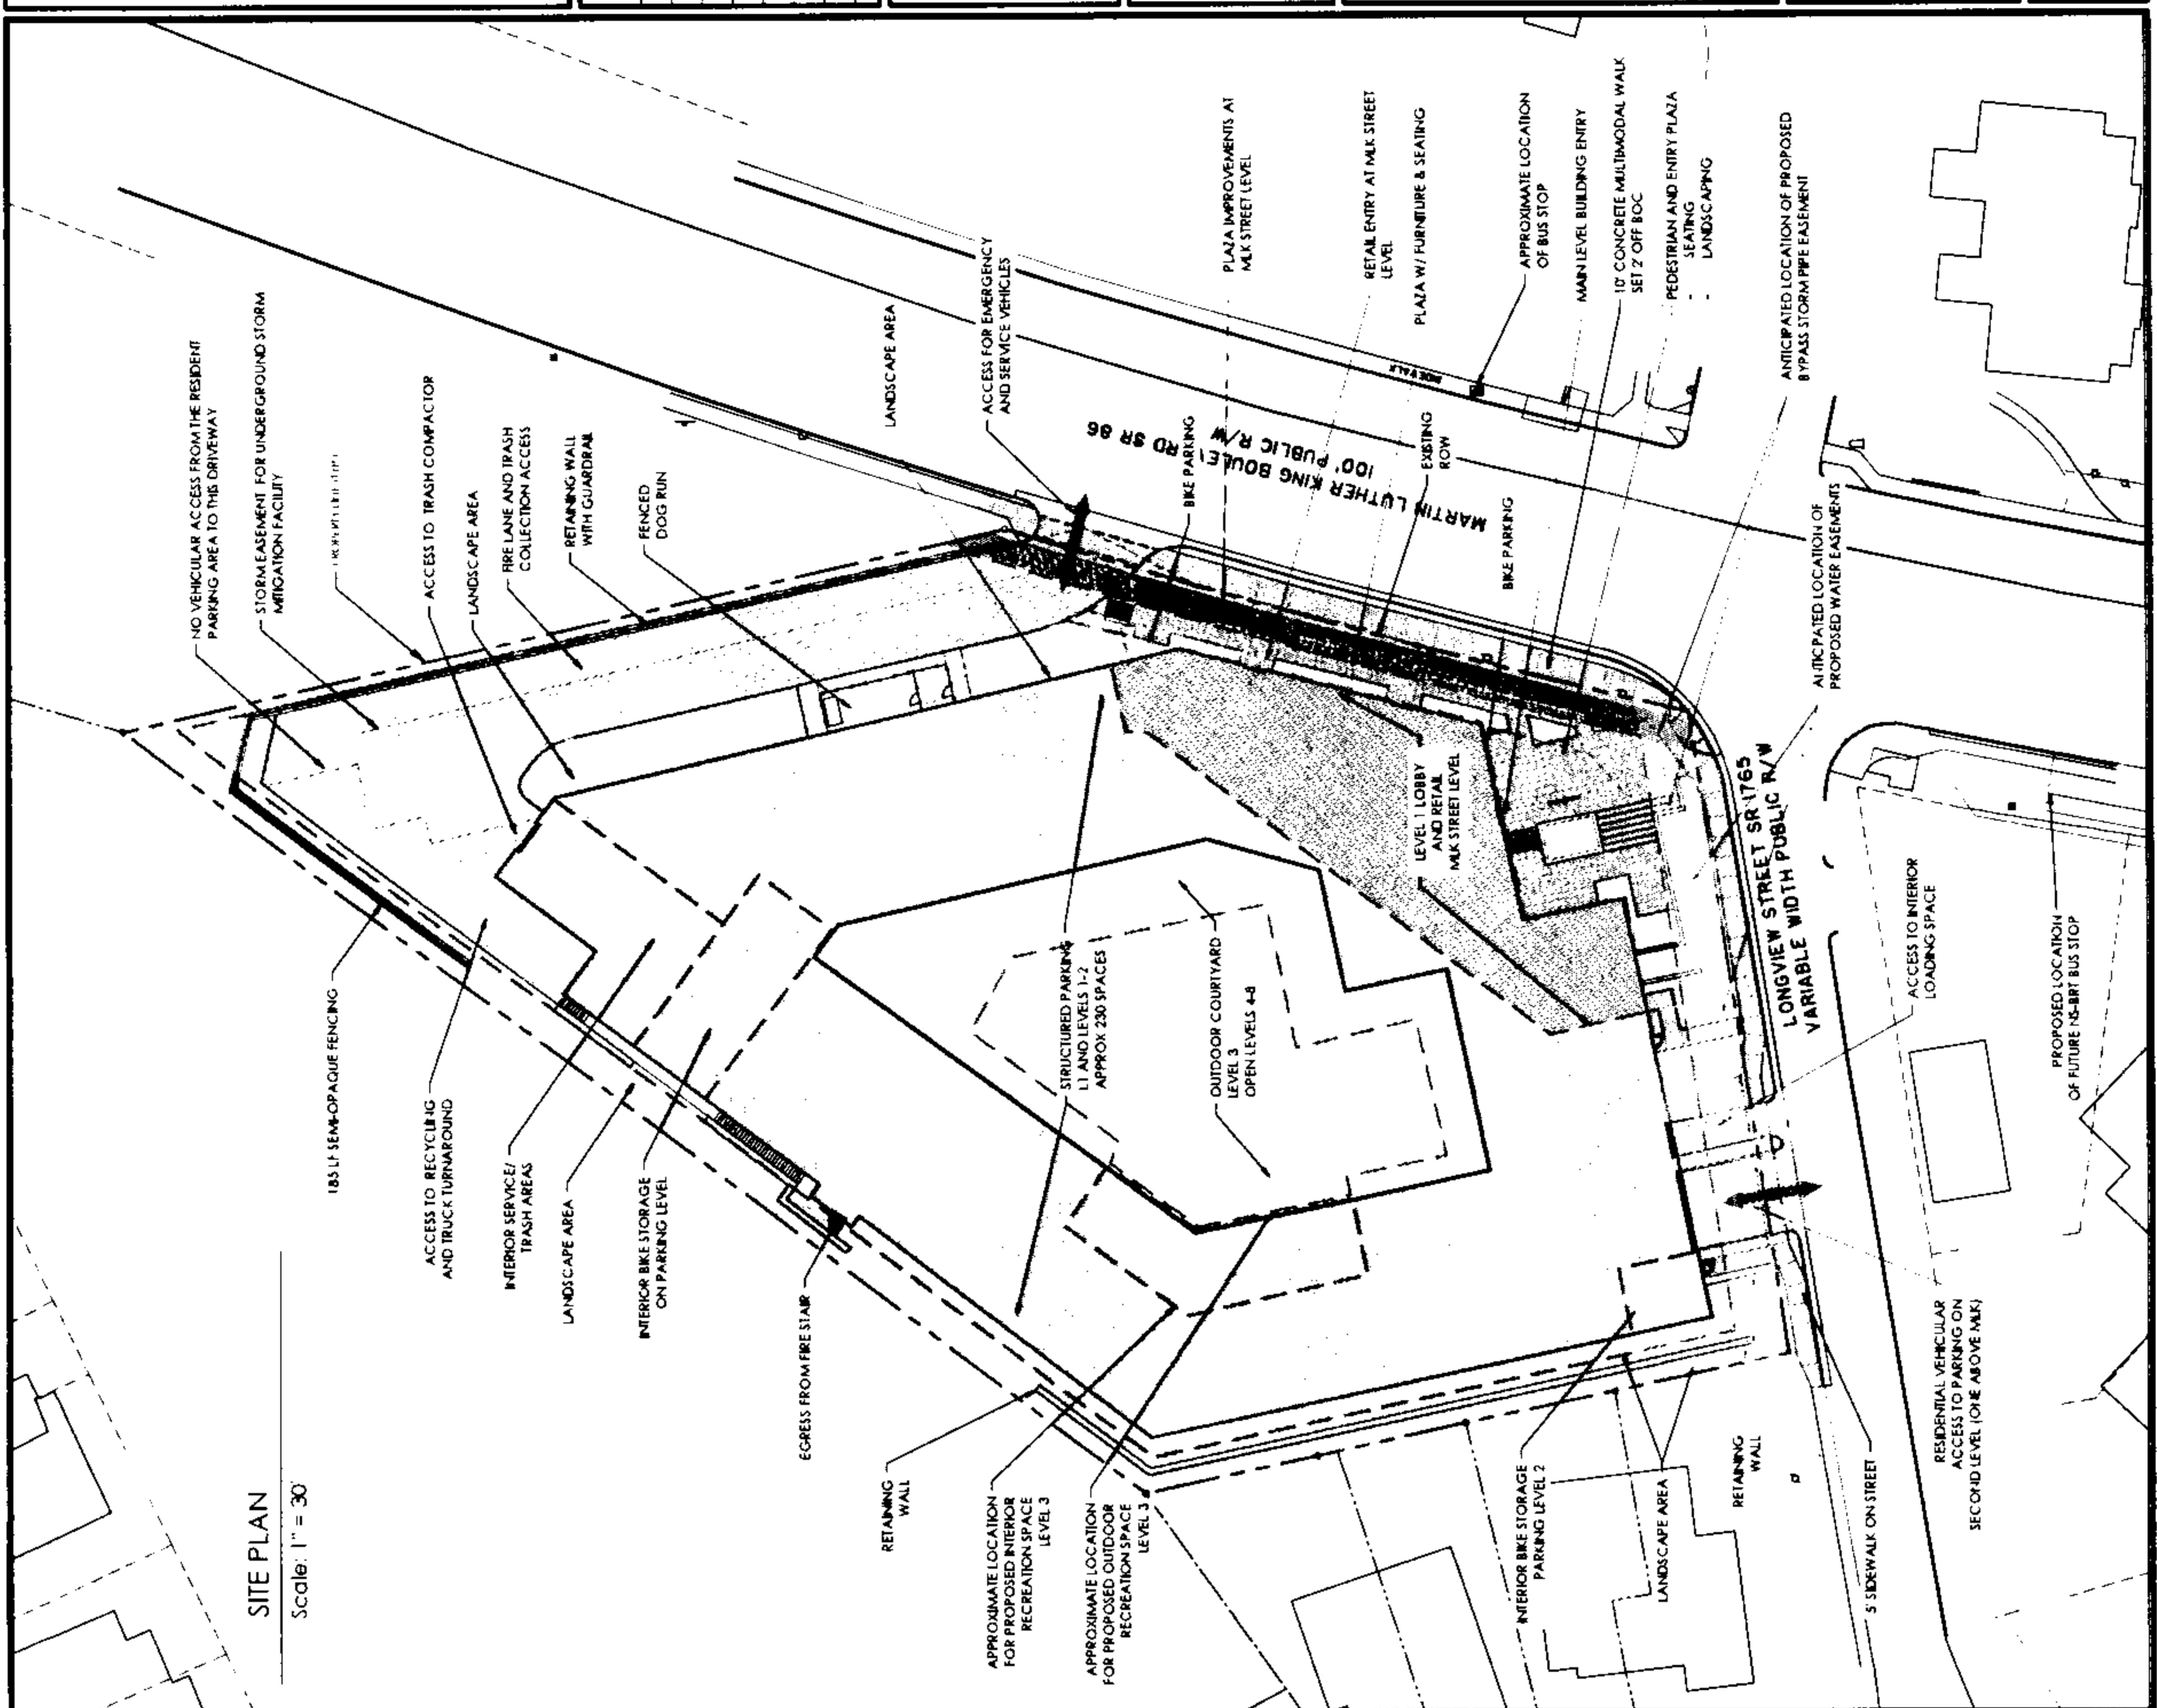 SITE PLAN
Scale: 1" = 30'
NO VEHICULAR ACCESS FROM THE RESIDENT
PARKING AREA TO THE DRIVEWAY
STORM EASEMENT FOR UNDERGROUND STORM
MITIGATION FACILITY
ACCESS TO TRASH COMPACTOR
LANDSCAPE AREA
FIRE LANE AND TRASH
COLLECTION ACCESS
RETAINING WALL
WITH GUARDRAIL
FENCED
DOG RUN
LANDSCAPE AREA
ACCESS FOR EMERGENCY
AND SERVICE VEHICLES
BIKE PARKING
PLAZA IMPROVEMENTS AT
MLK STREET LEVEL
RETAIL ENTRY AT MLK STREET
LEVEL
PLAZA W/ FURNITURE & SEATING
EXISTING
ROW
APPROXIMATE LOCATION
OF BUS STOP
BIKE PARKING
MAIN LEVEL BUILDING ENTRY
10' CONCRETE MULTIMODAL WALK
SET 2' OFF BOC
PEDESTRIAN AND ENTRY PLAZA
- SEATING
- LANDSCAPING
ANTICIPATED LOCATION OF PROPOSED
BYPASS STORM PIPE EASEMENT
ANTICIPATED LOCATION OF
PROPOSED WATER EASEMENTS
SIDEWALK
MARTIN LUTHER KING RD SR 86
100' PUBLIC R/W
185 LF SEMI-OPAQUE FENCING
ACCESS TO RECYCLING
AND TRUCK TURNAROUND
INTERIOR SERVICE/
TRASH AREAS
LANDSCAPE AREA
INTERIOR BIKE STORAGE
ON PARKING LEVEL
EGRESS FROM FIRE STAIR
RETAINING
WALL
STRUCTURED PARKING
L1 AND LEVELS 1-2
APPROX 230 SPACES
OUTDOOR COURTYARD
LEVEL 3
OPEN LEVELS 4-8
LEVEL 1 LOBBY
AND RETAIL
MLK STREET LEVEL
LONGVIEW STREET SR 1765
VARIABLE WIDTH PUBLIC R/W
ACCESS TO INTERIOR
LOADING SPACE
PROPOSED LOCATION
OF FUTURE NS-BRT BUS STOP
APPROXIMATE LOCATION
FOR PROPOSED INTERIOR
RECREATION SPACE
LEVEL 3
APPROXIMATE LOCATION
FOR PROPOSED OUTDOOR
RECREATION SPACE
LEVEL 3
INTERIOR BIKE STORAGE
PARKING LEVEL 2
LANDSCAPE AREA
RETAINING
WALL
5' SIDEWALK ON STREET
RESIDENTIAL VEHICULAR
ACCESS TO PARKING ON
SECOND LEVEL (ONE ABOVE MLK)